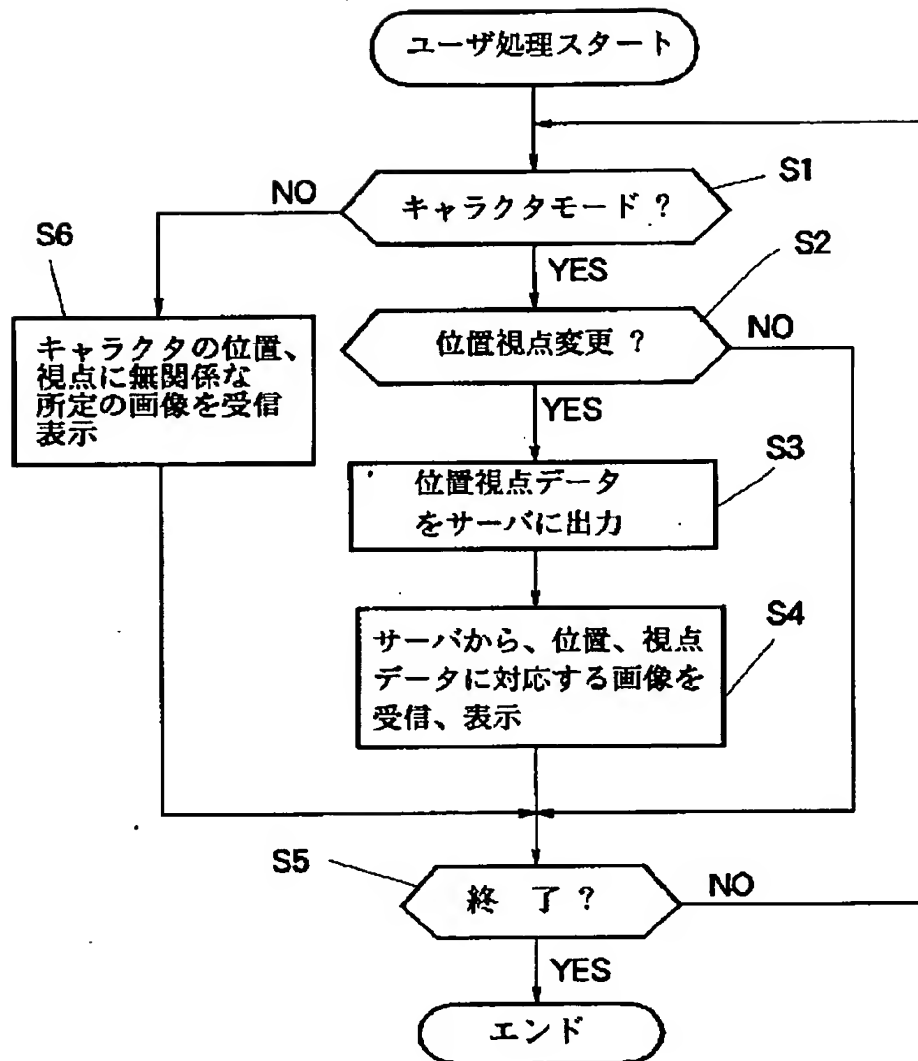 ユーザ処理スタート
S1
NO
キャラクタモード？
S6
YES
S2
キャラクタの位置、
視点に無関係な
所定の画像を受信
表示
位置視点変更？
NO
YES
S3
位置視点データ
をサーバに出力
S4
サーバから、位置、視点
データに対応する画像を
受信、表示
S5
終 了？
NO
YES
エンド